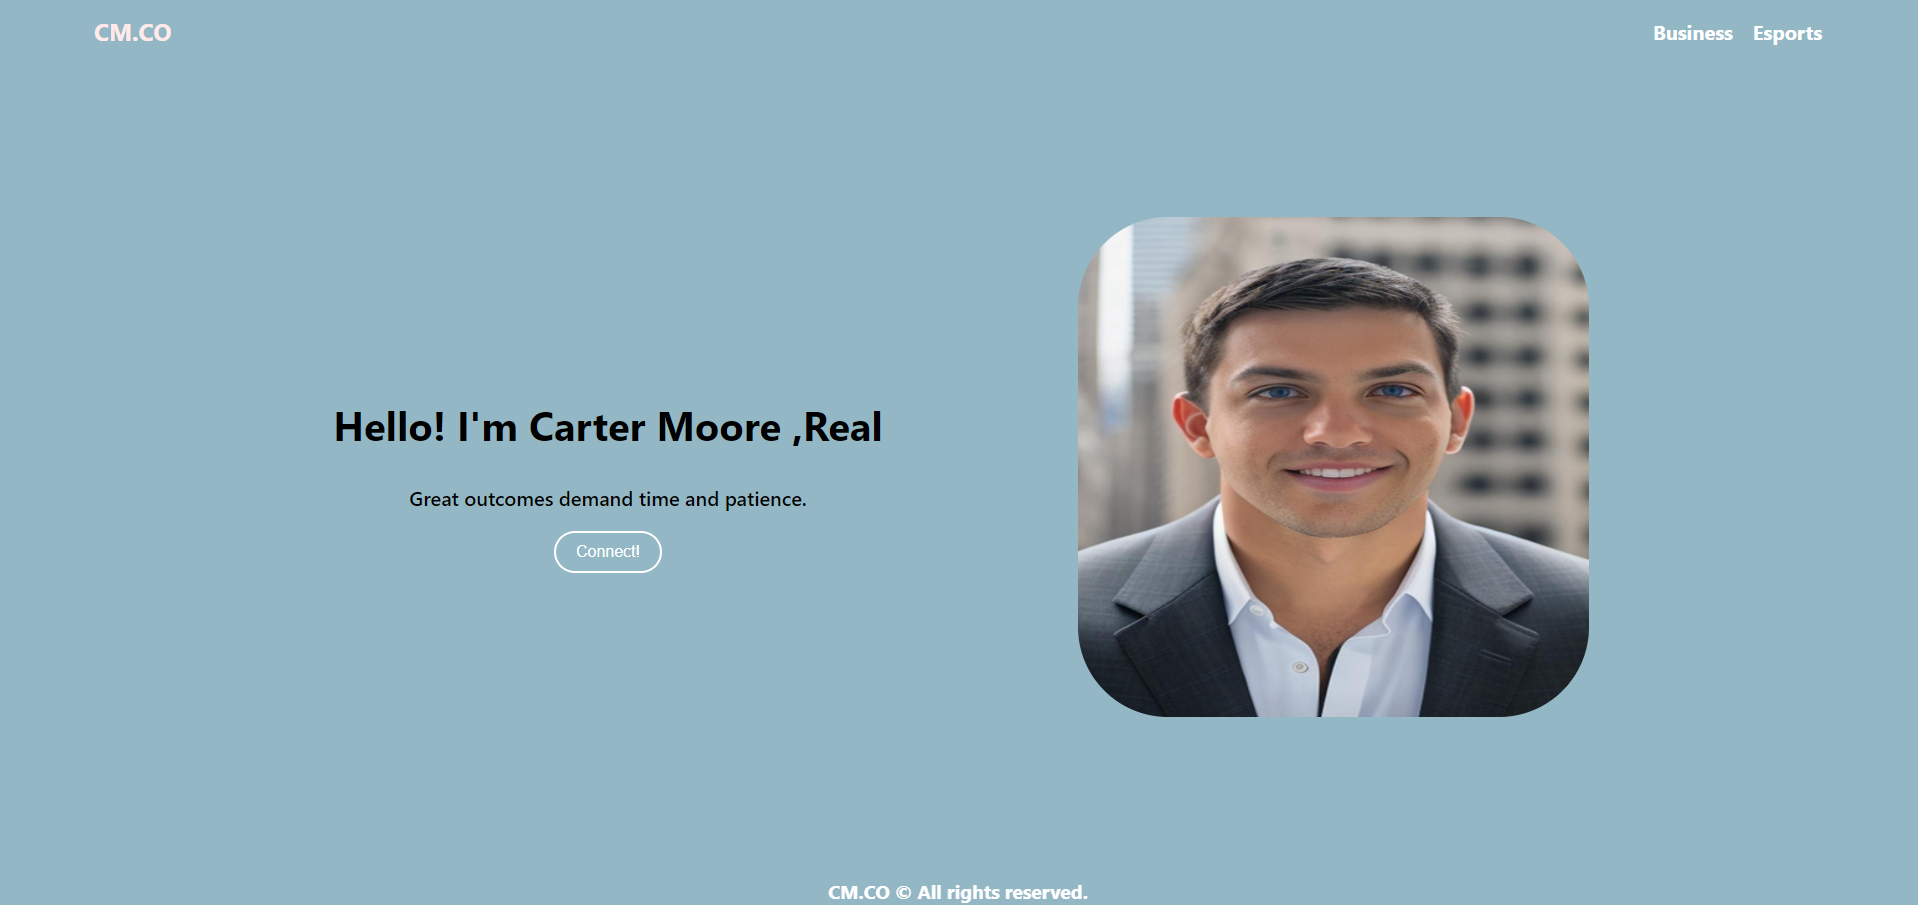 CM.CO
Business Esports
Hello! I'm Carter Moore ,Real
Great outcomes demand time and patience.
Connect!
CM.CO © All rights reserved.